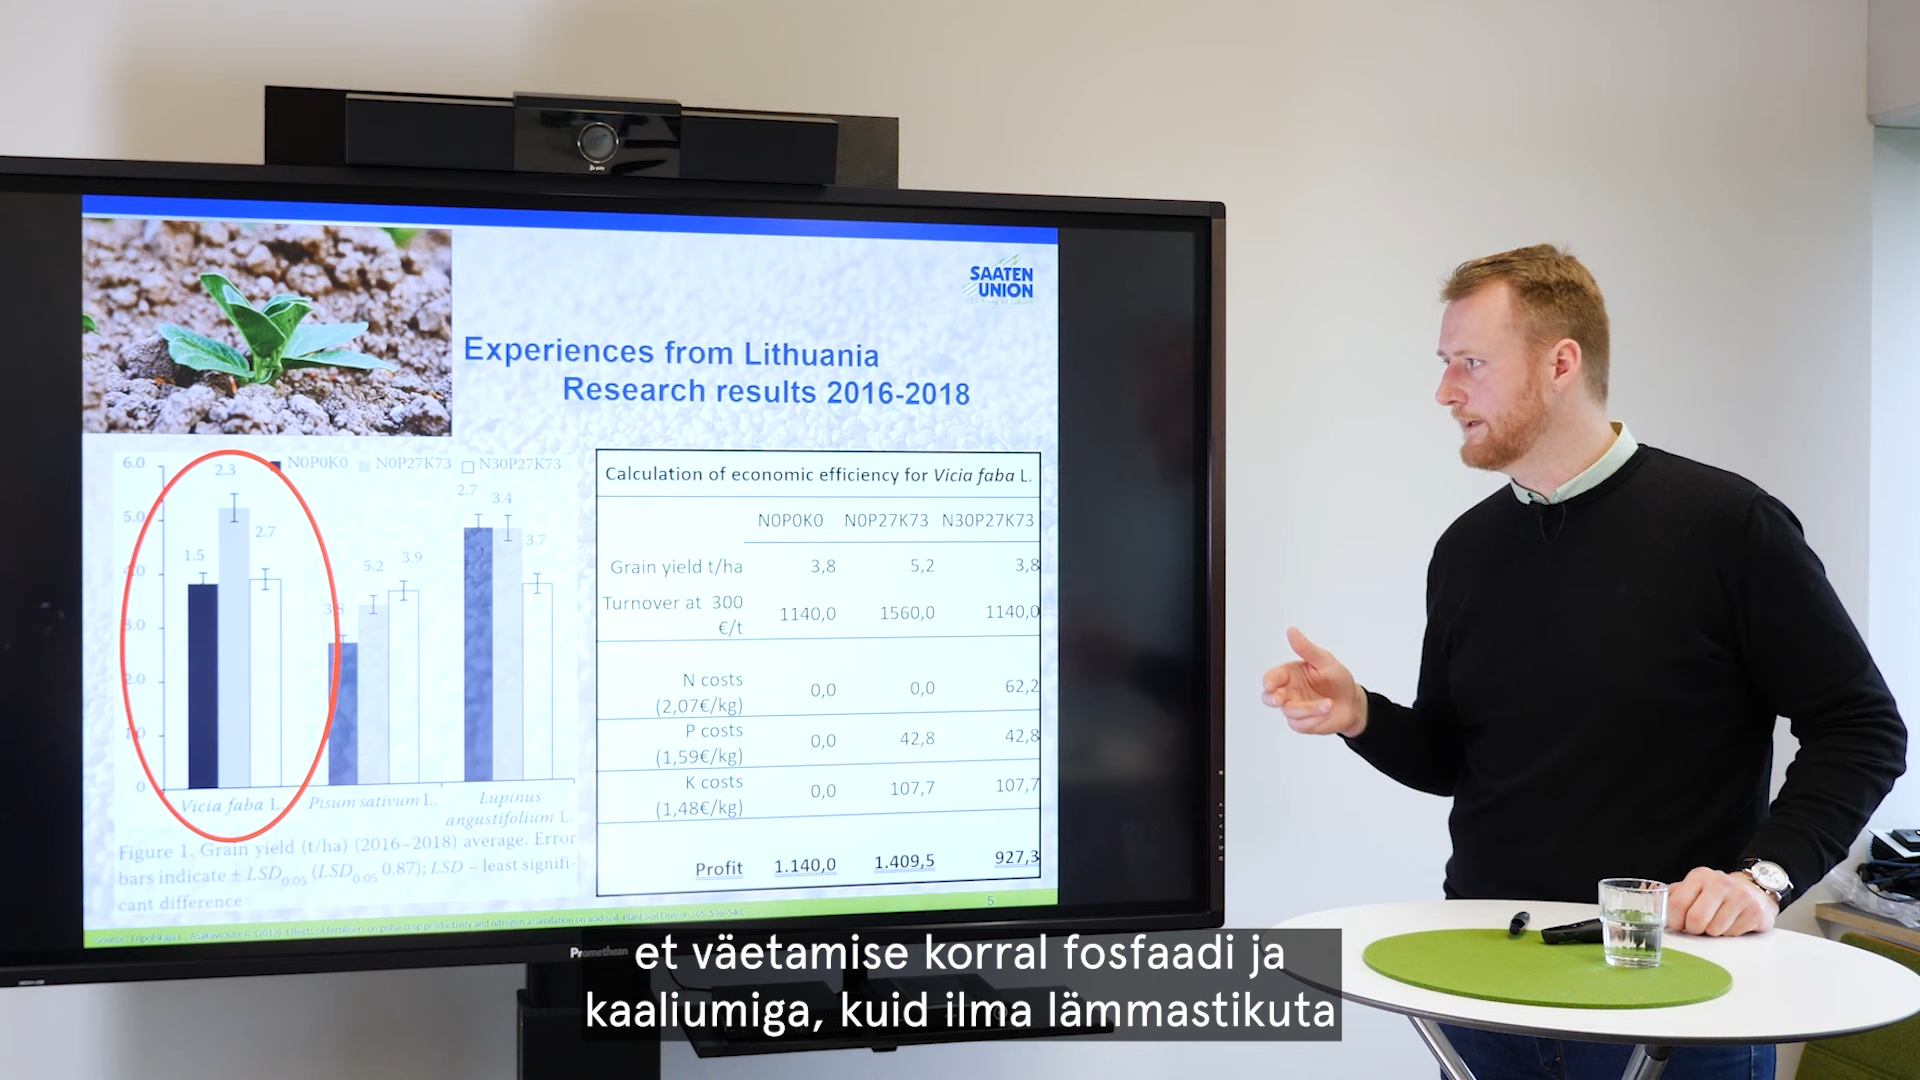 SAATEN
UNION
Experiences from Lithuania
Research results 2016-2018
6.0
5.0
4.0
3.0
2.0
1.0
0
N0P0K0 N0P27K73 N30P27K73
2.3
1.5
2.7
3.8
5.2
3.9
2.7
3.4
3.7
Vicia faba L. Pisum sativum L. Lupinus
angustifolium L.
Figure 1. Grain yield (t/ha) (2016–2018) average. Error
bars indicate ± LSD0.05 (LSD0.05 0.87); LSD – least signifi-
cant difference
Calculation of economic efficiency for Vicia faba L.
N0P0K0 N0P27K73 N30P27K73
Grain yield t/ha 3,8 5,2 3,8
Turnover at 300
€/t 1140,0 1560,0 1140,0
N costs
(2,07€/kg) 0,0 0,0 62,2
P costs
(1,59€/kg) 0,0 42,8 42,8
K costs
(1,48€/kg) 0,0 107,7 107,7
Profit 1.140,0 1.409,5 927,3
5
Promethean
et väetamise korral fosfaadi ja
kaaliumiga, kuid ilma lämmastikuta